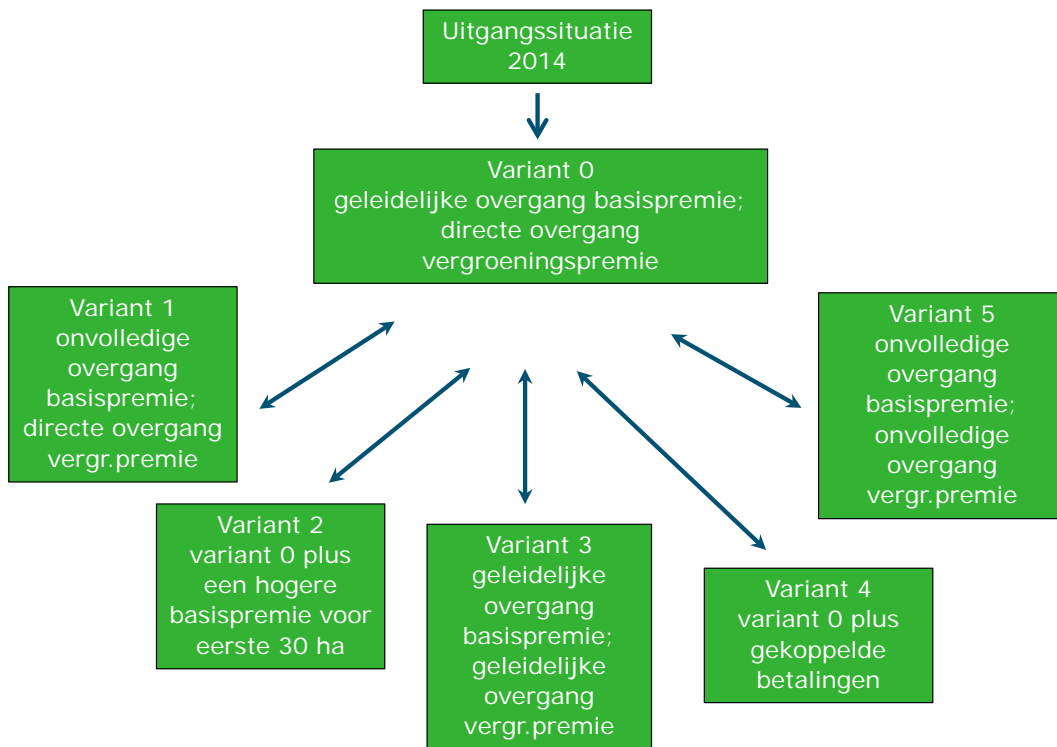 Uitgangssituatie
2014
Variant 0
geleidelijke overgang basispremie;
directe overgang
vergroeningspremie
Variant 1
onvolledige
overgang
basispremie;
directe overgang
vergr.premie
Variant 2
variant 0 plus
een hogere
basispremie voor
eerste 30 ha
Variant 3
geleidelijke
overgang
basispremie;
geleidelijke
overgang
vergr.premie
Variant 4
variant 0 plus
gekoppelde
betalingen
Variant 5
onvolledige
overgang
basispremie;
onvolledige
overgang
vergr.premie